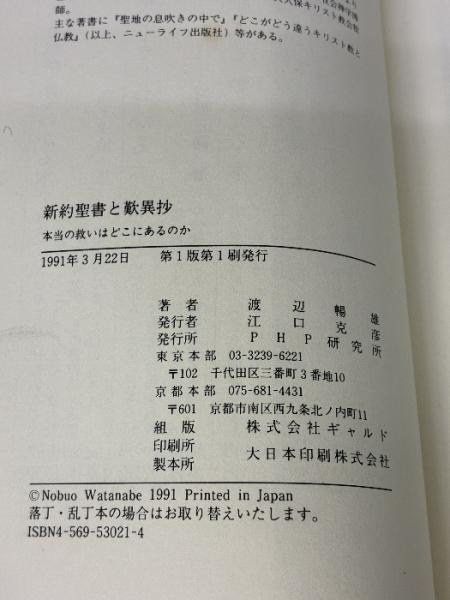 師。
主な著書に『聖地の息吹きの中で』『どこがどう違うキリスト教と
仏教』(以上、ニューライフ出版社) 等がある。
新約聖書と歎異抄
本当の救いはどこにあるのか
1991年3月22日 第1版第1刷発行
著者 渡辺暢雄
発行者 江口克彦
発行所 PHP研究所
東京本部 03-3239-6221
〒102 千代田区三番町3番地10
京都本部 075-681-4431
〒601 京都市南区西九条北ノ内町11
組版 株式会社ギャルド
印刷所
製本所 大日本印刷株式会社
©Nobuo Watanabe 1991 Printed in Japan
落丁・乱丁本の場合はお取り替えいたします。
ISBN4-569-53021-4